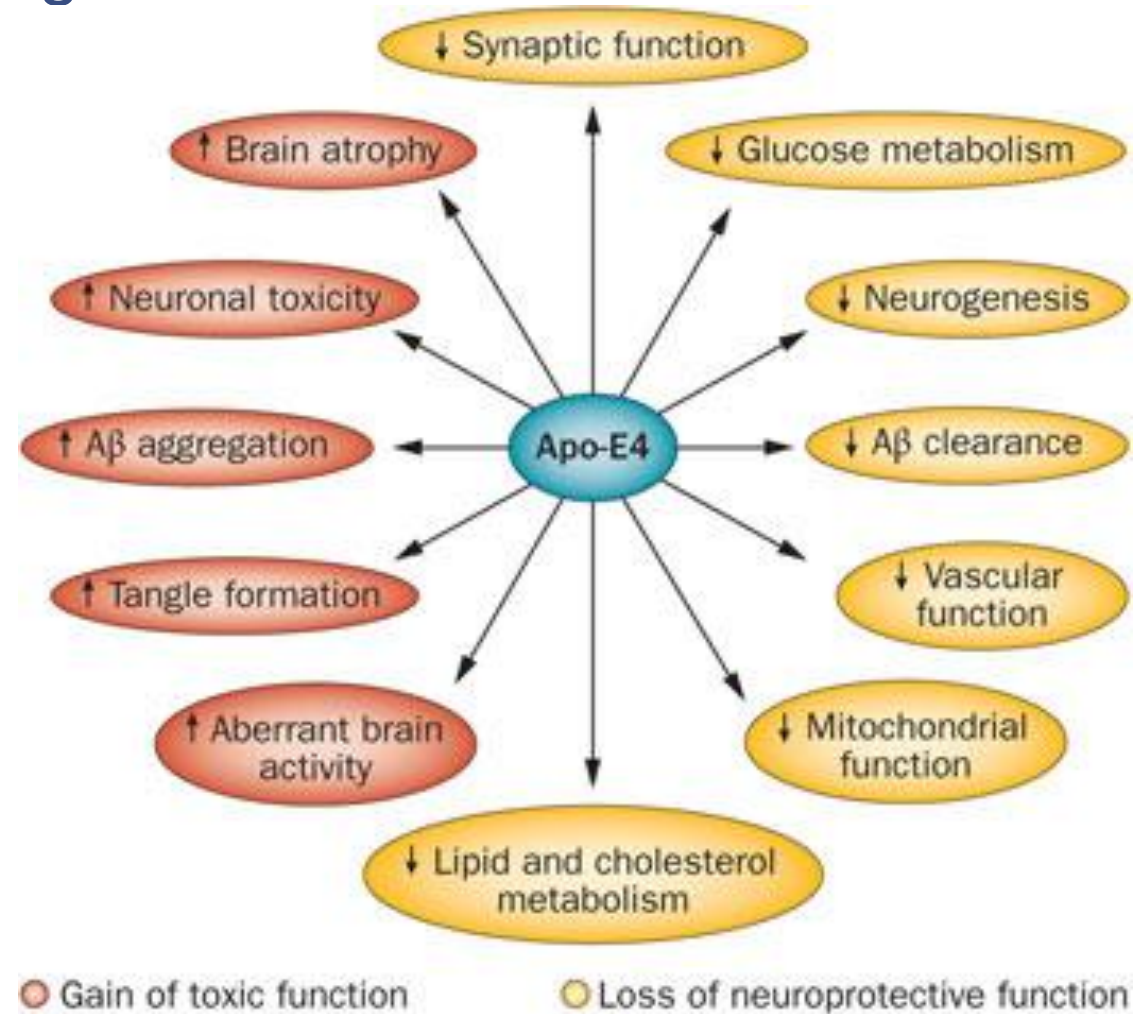 ↓ Synaptic function
↑ Brain atrophy
↓ Glucose metabolism
↑ Neuronal toxicity
↓ Neurogenesis
↑ Aβ aggregation
Apo-E4
↓ Aβ clearance
↑ Tangle formation
↓ Vascular
function
↑ Aberrant brain
activity
↓ Mitochondrial
function
↓ Lipid and cholesterol
metabolism
Gain of toxic function
Loss of neuroprotective function